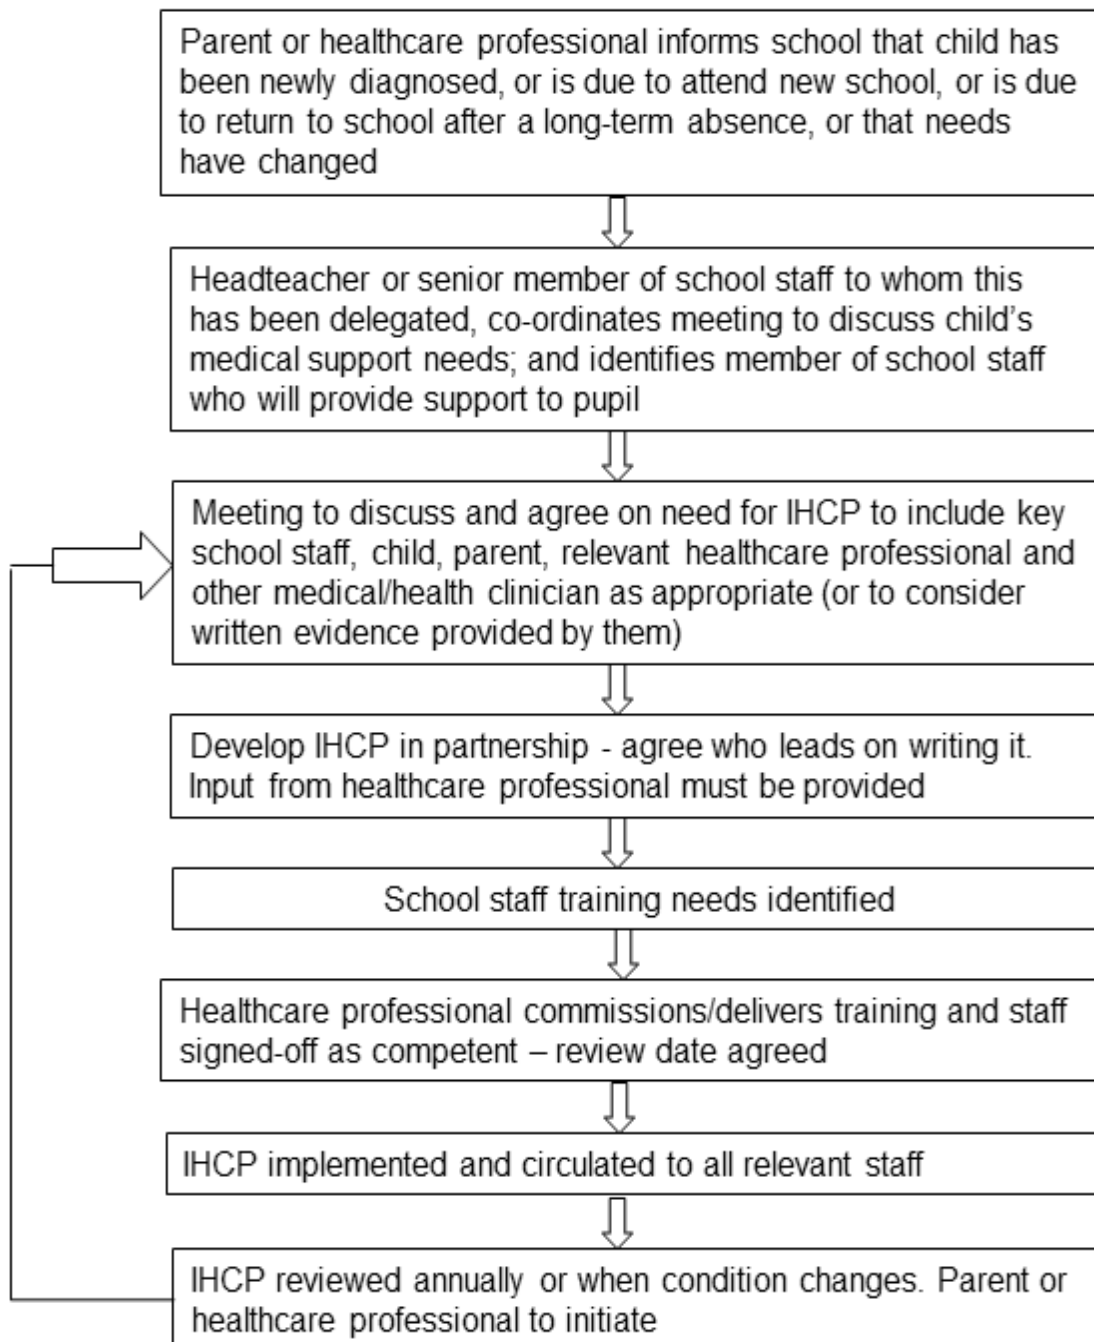 Parent or healthcare professional informs school that child has
been newly diagnosed, or is due to attend new school, or is due
to return to school after a long-term absence, or that needs
have changed
Headteacher or senior member of school staff to whom this
has been delegated, co-ordinates meeting to discuss child’s
medical support needs; and identifies member of school staff
who will provide support to pupil
Meeting to discuss and agree on need for IHCP to include key
school staff, child, parent, relevant healthcare professional and
other medical/health clinician as appropriate (or to consider
written evidence provided by them)
Develop IHCP in partnership - agree who leads on writing it.
Input from healthcare professional must be provided
School staff training needs identified
Healthcare professional commissions/delivers training and staff
signed-off as competent – review date agreed
IHCP implemented and circulated to all relevant staff
IHCP reviewed annually or when condition changes. Parent or
healthcare professional to initiate